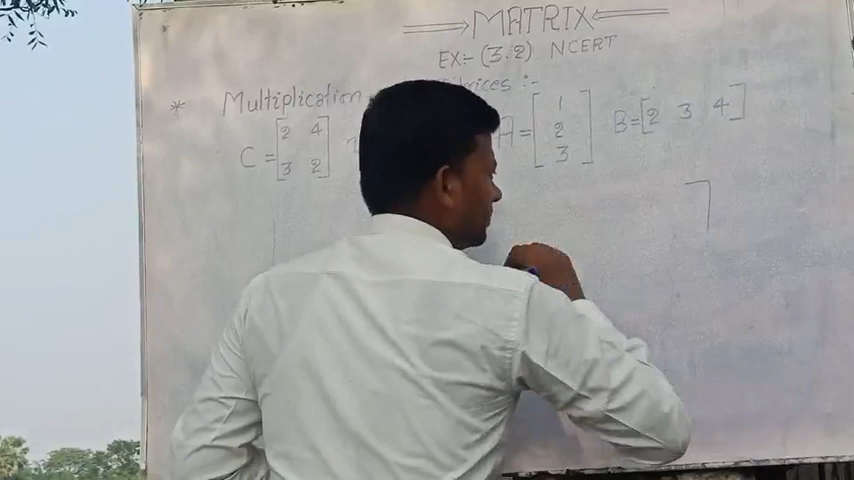 MATRIX
EX:- (3.2) NCERT
* Multiplication :-
C = [2 4 3 2] A = [1 2 3] B = [2 3 4]